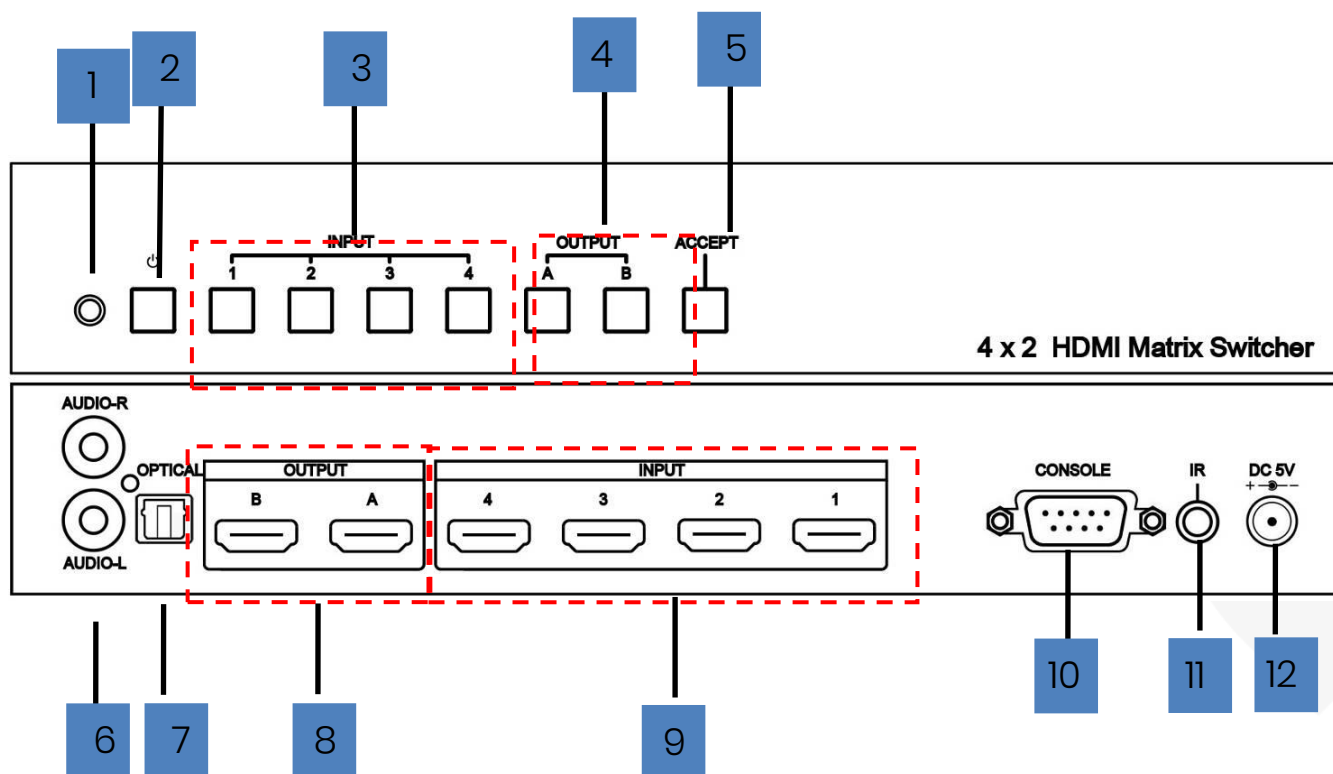 1
2
3
4
5
INPUT
1 2 3 4
OUTPUT
A B
ACCEPT
4 x 2 HDMI Matrix Switcher
AUDIO-R
OPTICAL
AUDIO-L
OUTPUT
B A
INPUT
4 3 2 1
CONSOLE
IR
DC 5V
+ -
6
7
8
9
10
11
12